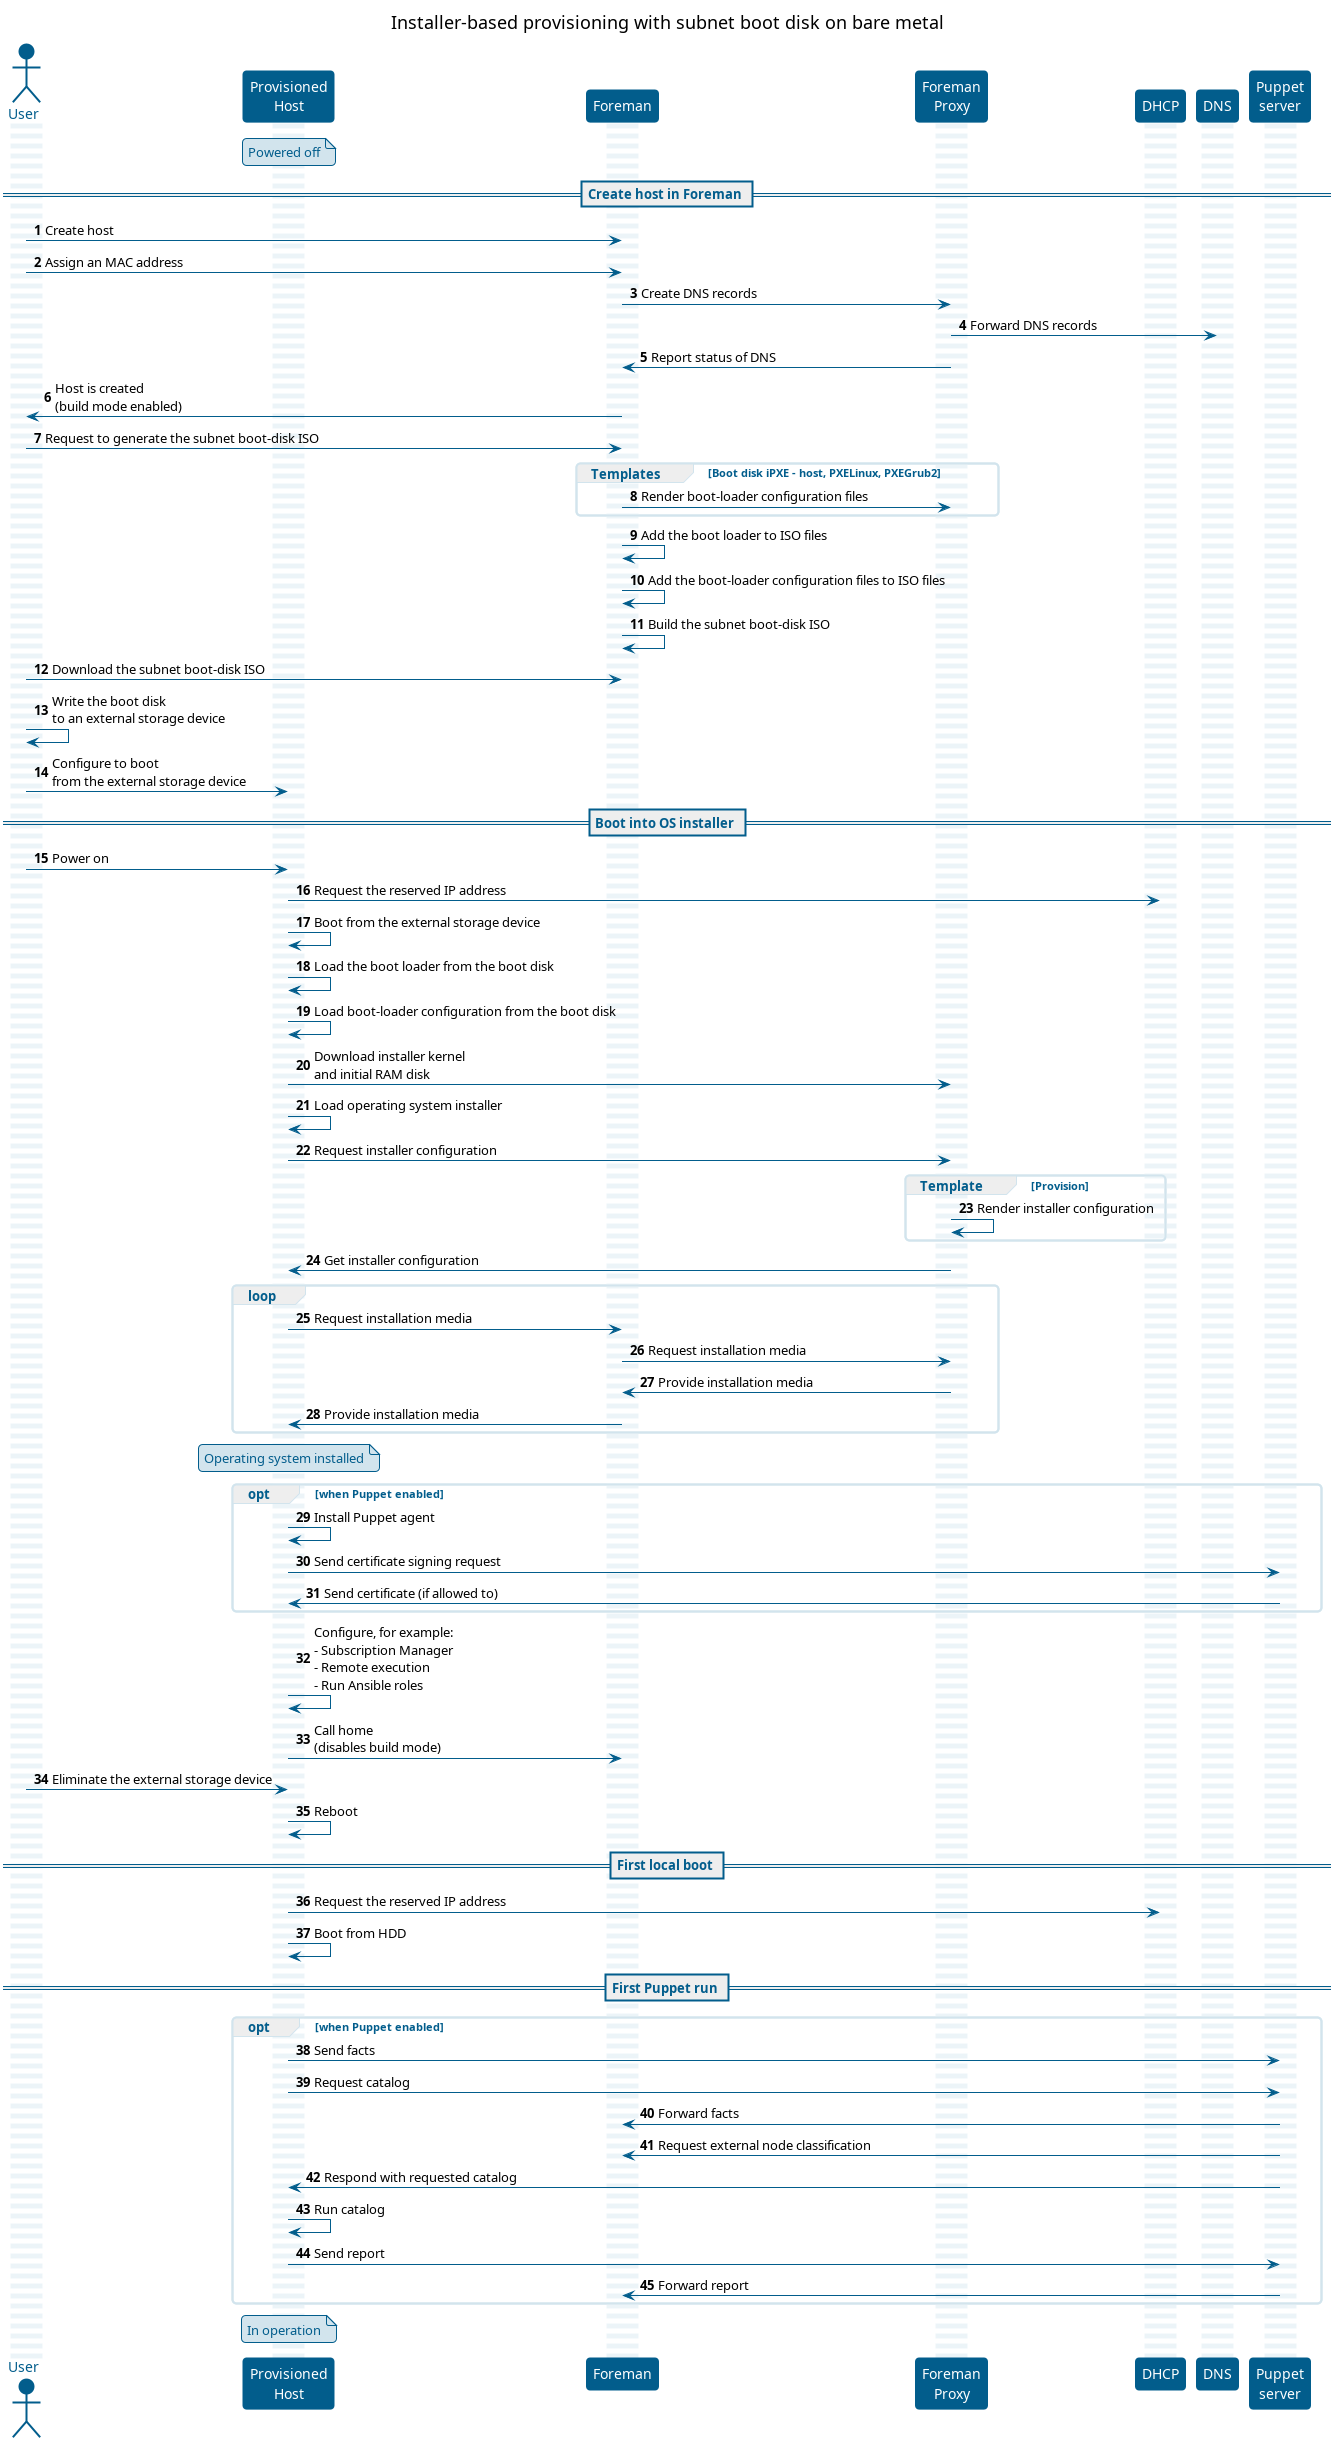 Installer-based provisioning with subnet boot disk on bare metal
User
Provisioned
Host
Foreman
Foreman
Proxy
DHCP
DNS
Puppet
server
Powered off
Create host in Foreman
1 Create host
2 Assign an MAC address
3 Create DNS records
4 Forward DNS records
5 Report status of DNS
6 Host is created
(build mode enabled)
7 Request to generate the subnet boot-disk ISO
Templates [Boot disk iPXE - host, PXELinux, PXEGrub2]
8 Render boot-loader configuration files
9 Add the boot loader to ISO files
10 Add the boot-loader configuration files to ISO files
11 Build the subnet boot-disk ISO
12 Download the subnet boot-disk ISO
13 Write the boot disk
to an external storage device
14 Configure to boot
from the external storage device
Boot into OS installer
15 Power on
16 Request the reserved IP address
17 Boot from the external storage device
18 Load the boot loader from the boot disk
19 Load boot-loader configuration from the boot disk
20 Download installer kernel
and initial RAM disk
21 Load operating system installer
22 Request installer configuration
Template [Provision]
23 Render installer configuration
24 Get installer configuration
loop
25 Request installation media
26 Request installation media
27 Provide installation media
28 Provide installation media
Operating system installed
opt [when Puppet enabled]
29 Install Puppet agent
30 Send certificate signing request
31 Send certificate (if allowed to)
32 Configure, for example:
- Subscription Manager
- Remote execution
- Run Ansible roles
33 Call home
(disables build mode)
34 Eliminate the external storage device
35 Reboot
First local boot
36 Request the reserved IP address
37 Boot from HDD
First Puppet run
opt [when Puppet enabled]
38 Send facts
39 Request catalog
40 Forward facts
41 Request external node classification
42 Respond with requested catalog
43 Run catalog
44 Send report
45 Forward report
In operation
User
Provisioned
Host
Foreman
Foreman
Proxy
DHCP
DNS
Puppet
server